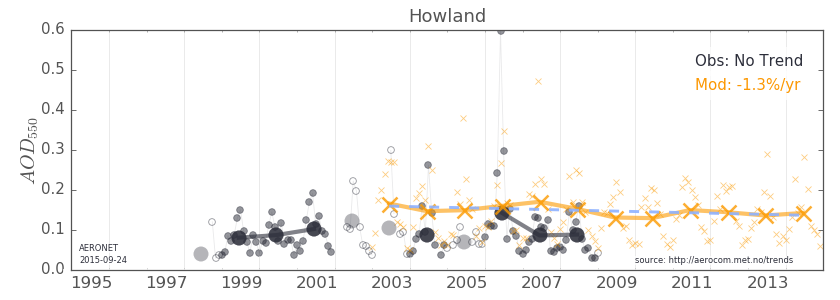 Howland
0.6
0.5
0.4
0.3
0.2
0.1
0.0
AOD550
Obs: No Trend
Mod: -1.3%/yr
AERONET
2015-09-24
source: http://aerocom.met.no/trends
1995 1997 1999 2001 2003 2005 2007 2009 2011 2013